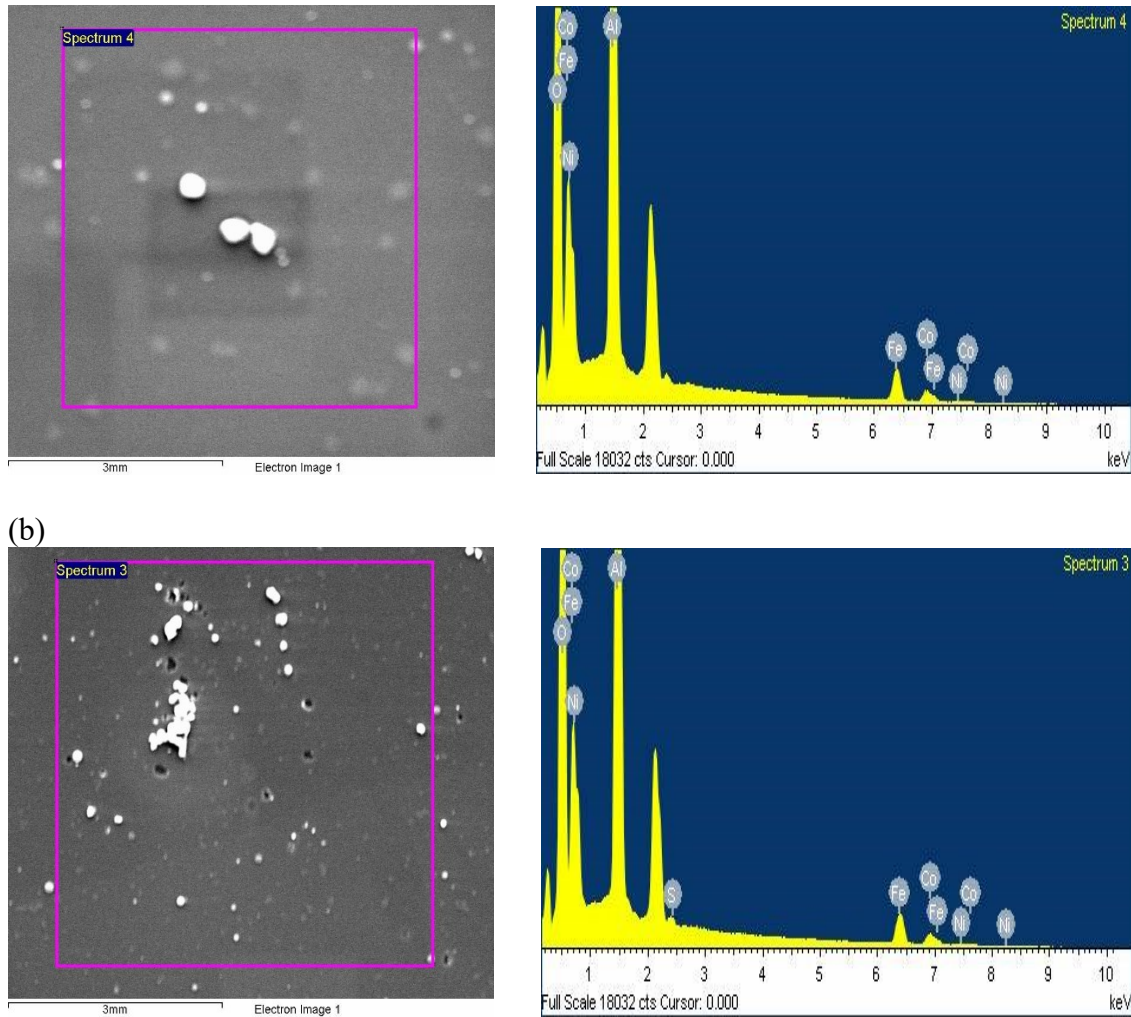 Spectrum 4
3mm
Electron Image 1
Spectrum 4
Co
Al
Fe
O
Ni
Co
Fe
Co
Fe
Ni
Ni
1 2 3 4 5 6 7 8 9 10
Full Scale 18032 cts Cursor: 0.000 keV
(b)
Spectrum 3
3mm
Electron Image 1
Spectrum 3
Co
Al
Fe
O
Ni
S
Fe
Co
Co
Fe
Ni
Ni
1 2 3 4 5 6 7 8 9 10
Full Scale 18032 cts Cursor: 0.000 keV